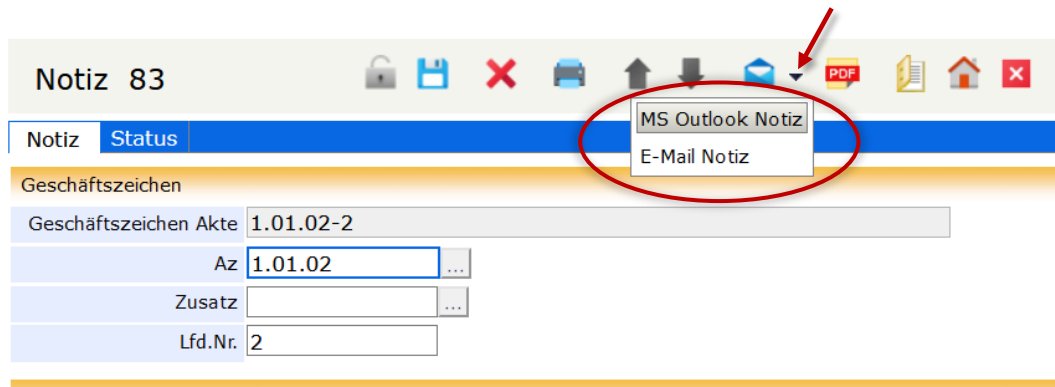 Notiz 83
PDF
MS Outlook Notiz
E-Mail Notiz
Notiz Status
Geschäftszeichen
Geschäftszeichen Akte 1.01.02-2
Az 1.01.02 ...
Zusatz ...
Lfd.Nr. 2